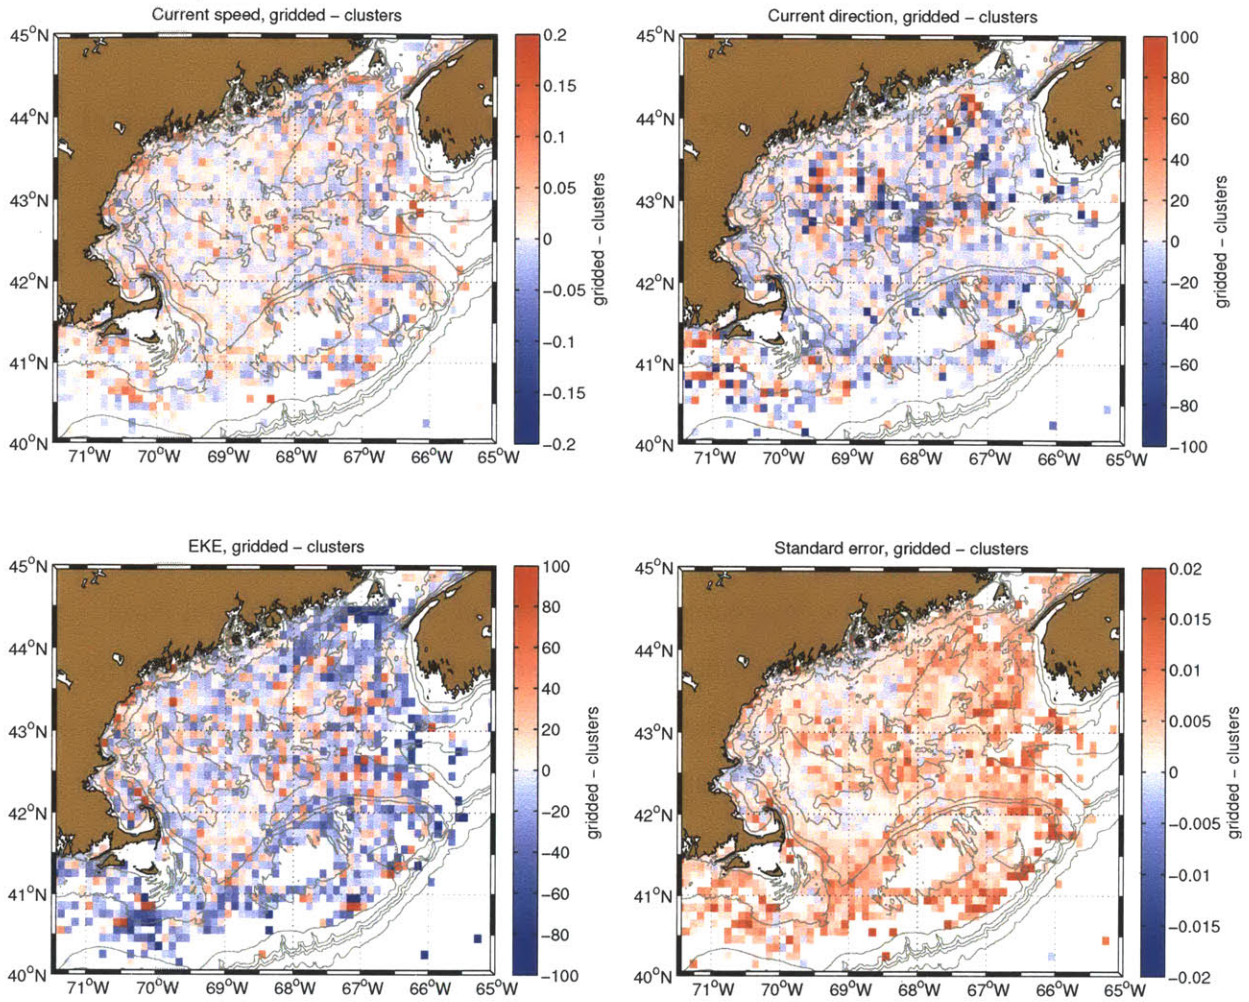 Current speed, gridded − clusters
45°N
44°N
43°N
42°N
41°N
40°N
71°W 70°W 69°W 68°W 67°W 66°W 65°W
0.2
0.15
0.1
0.05
0
−0.05
−0.1
−0.15
−0.2
gridded − clusters
Current direction, gridded − clusters
45°N
44°N
43°N
42°N
41°N
40°N
71°W 70°W 69°W 68°W 67°W 66°W 65°W
100
80
60
40
20
0
−20
−40
−60
−80
−100
gridded − clusters
EKE, gridded − clusters
45°N
44°N
43°N
42°N
41°N
40°N
71°W 70°W 69°W 68°W 67°W 66°W 65°W
100
80
60
40
20
0
−20
−40
−60
−80
−100
gridded − clusters
Standard error, gridded − clusters
45°N
44°N
43°N
42°N
41°N
40°N
71°W 70°W 69°W 68°W 67°W 66°W 65°W
0.02
0.015
0.01
0.005
0
−0.005
−0.01
−0.015
−0.02
gridded − clusters